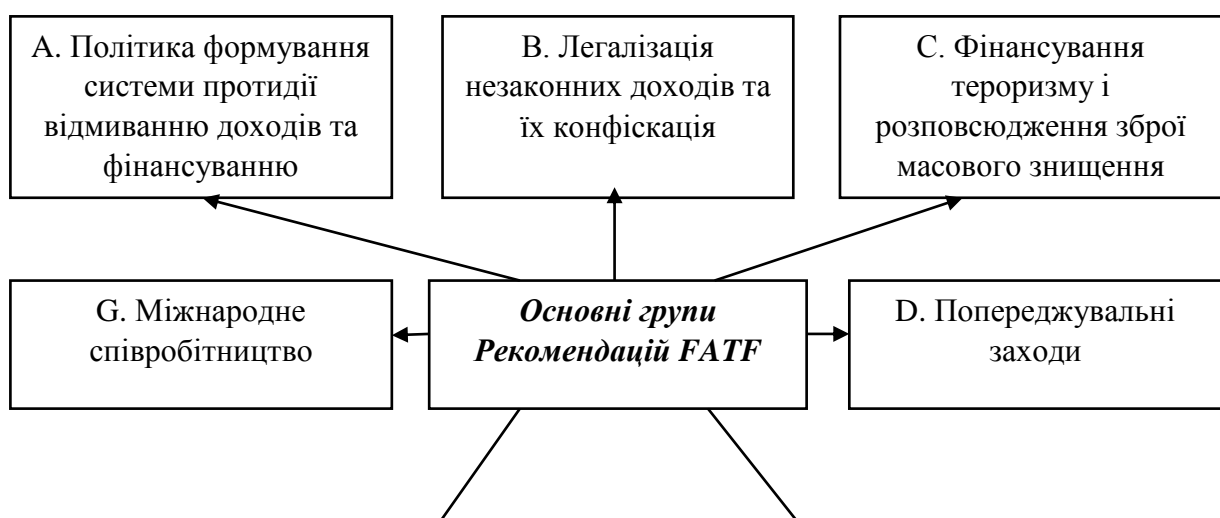 A. Політика формування
системи протидії
відмиванню доходів та
фінансуванню
B. Легалізація
незаконних доходів та
їх конфіскація
C. Фінансування
тероризму і
розповсюдження зброї
масового знищення
G. Міжнародне
співробітництво
Основні групи
Рекомендацій FATF
D. Попереджувальні
заходи